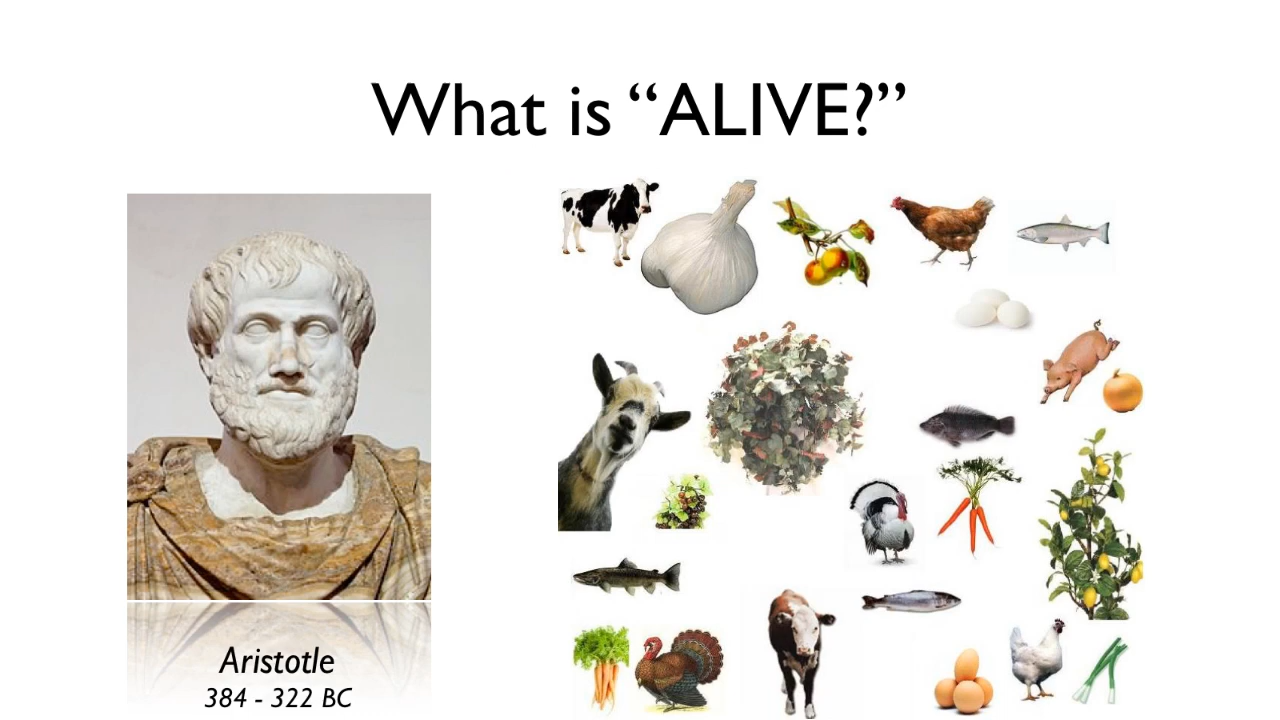 What is “ALIVE?”
Aristotle
384 - 322 BC